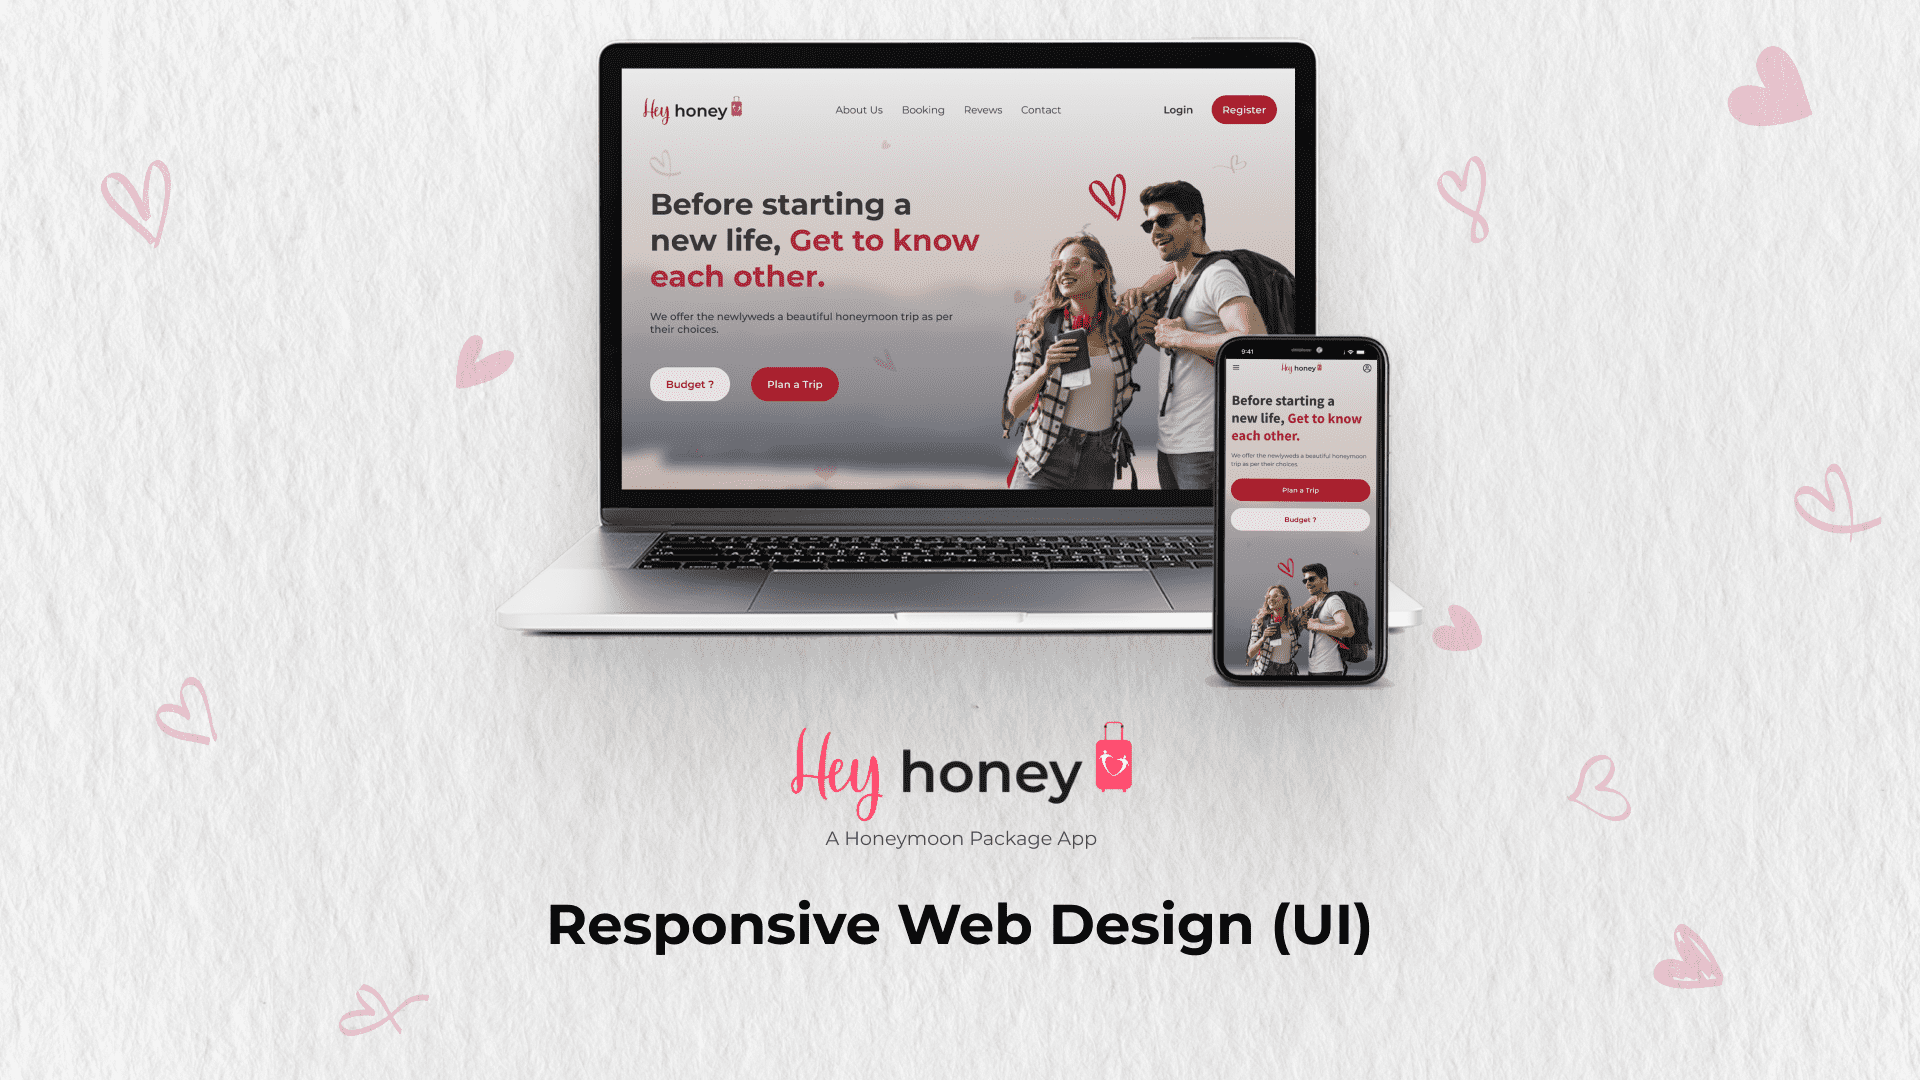 Hey honey
About Us Booking Revews Contact
Login Register
Before starting a
new life, Get to know
each other.
We offer the newlyweds a beautiful honeymoon trip as per
their choices.
Budget ? Plan a Trip
9:41
Hey honey
Before starting a
new life, Get to know
each other.
We offer the newlyweds a beautiful honeymoon
trip as per their choices
Plan a Trip
Budget ?
Hey honey
A Honeymoon Package App
Responsive Web Design (UI)